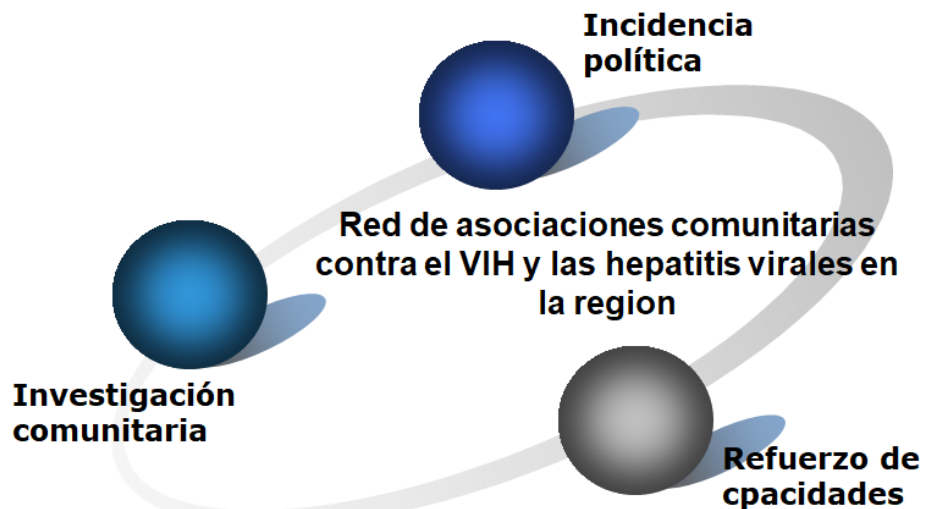 Incidencia
política
Red de asociaciones comunitarias
contra el VIH y las hepatitis virales en
la region
Investigación
comunitaria
Refuerzo de
cpacidades